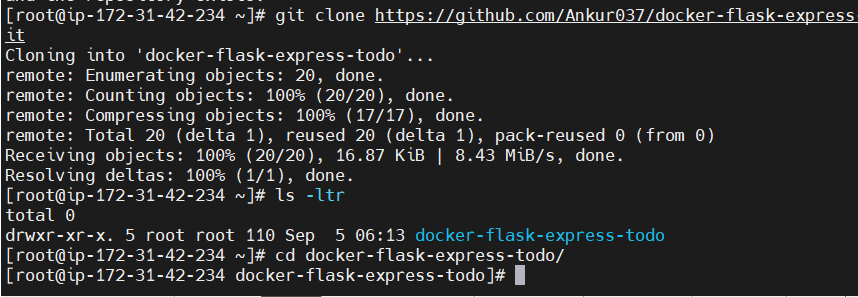 and the repository exists.
[root@ip-172-31-42-234 ~]# git clone https://github.com/Ankur037/docker-flask-express
it
Cloning into 'docker-flask-express-todo'...
remote: Enumerating objects: 20, done.
remote: Counting objects: 100% (20/20), done.
remote: Compressing objects: 100% (17/17), done.
remote: Total 20 (delta 1), reused 20 (delta 1), pack-reused 0 (from 0)
Receiving objects: 100% (20/20), 16.87 KiB | 8.43 MiB/s, done.
Resolving deltas: 100% (1/1), done.
[root@ip-172-31-42-234 ~]# ls -ltr
total 0
drwxr-xr-x. 5 root root 110 Sep  5 06:13 docker-flask-express-todo
[root@ip-172-31-42-234 ~]# cd docker-flask-express-todo/
[root@ip-172-31-42-234 docker-flask-express-todo]#